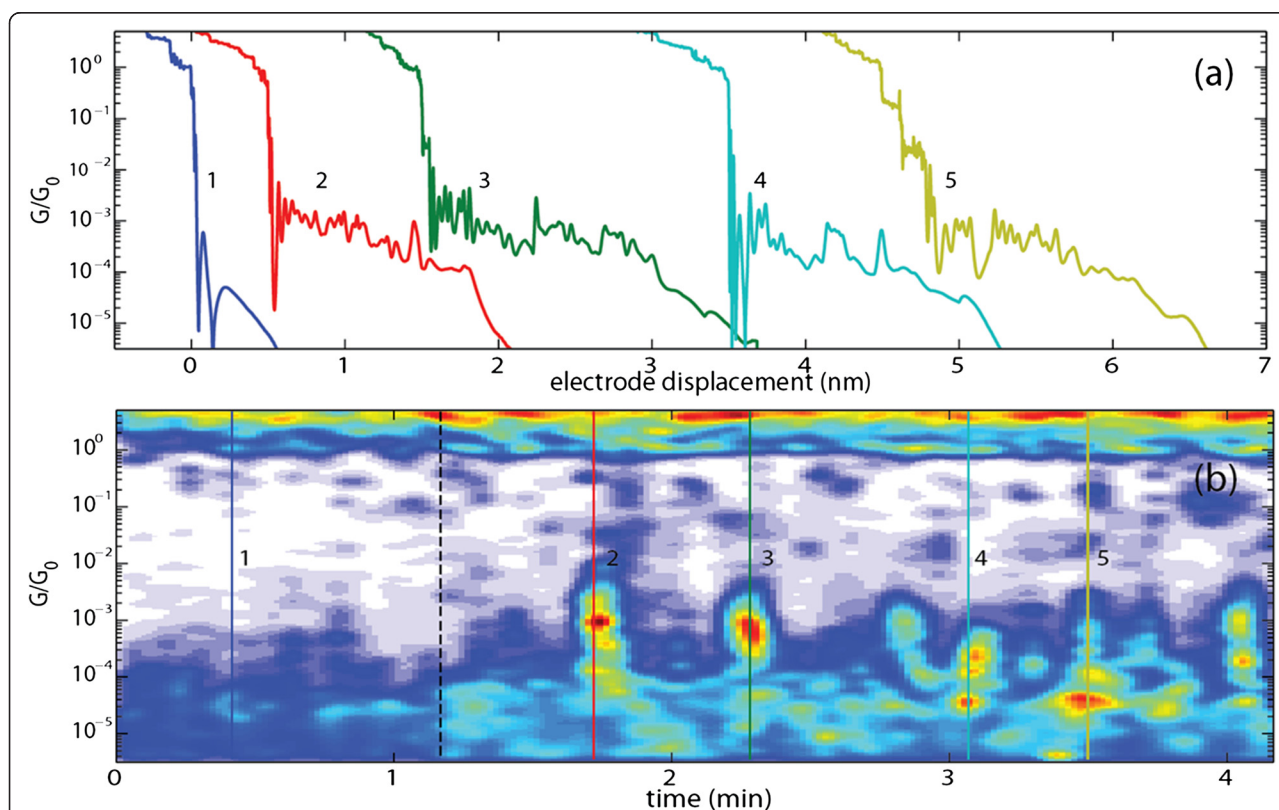 (a)
10⁰
10⁻¹
10⁻²
10⁻³
10⁻⁴
10⁻⁵
G/G₀
1
2
3
4
5
0 1 2 3 4 5 6 7
electrode displacement (nm)
(b)
10⁰
10⁻¹
10⁻²
10⁻³
10⁻⁴
10⁻⁵
G/G₀
1
2
3
4
5
0 1 2 3 4
time (min)